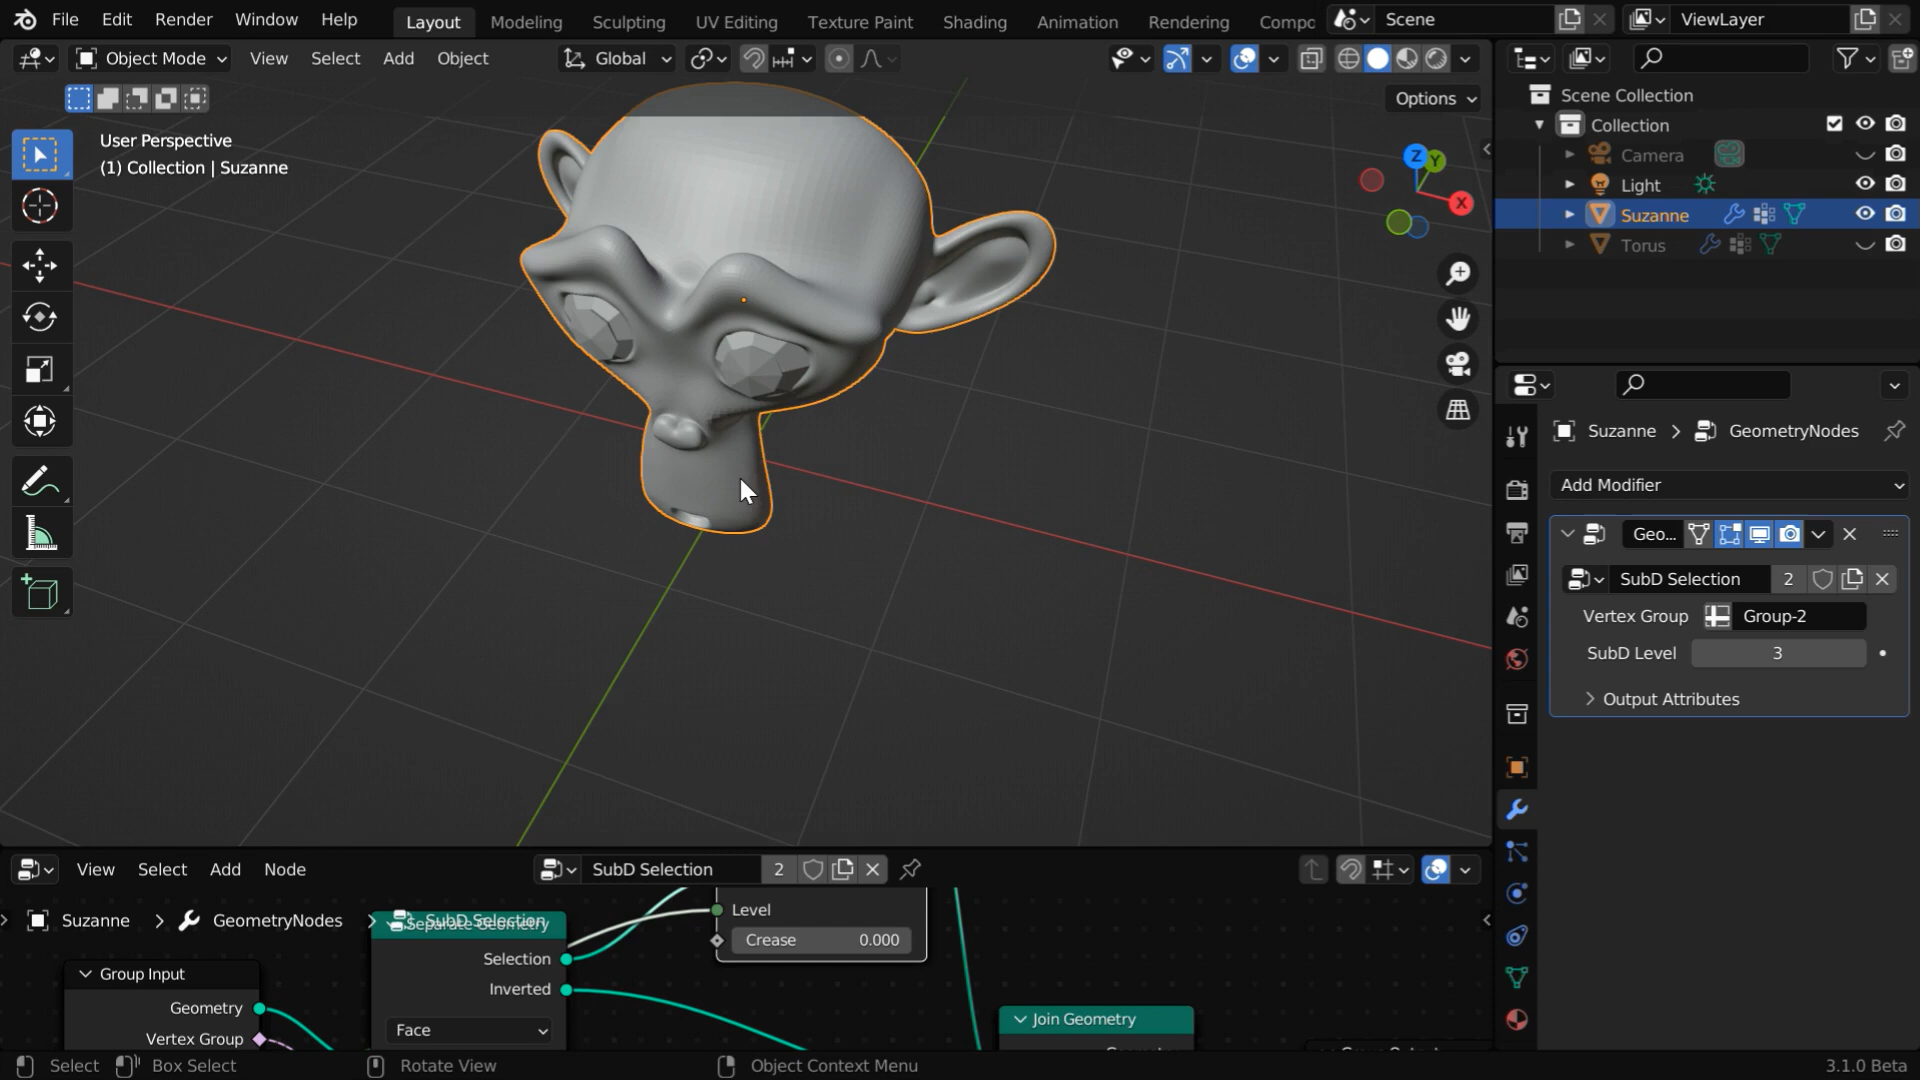 File Edit Render Window Help Layout Modeling Sculpting UV Editing Texture Paint Shading Animation Rendering Compo Scene ViewLayer
Object Mode View Select Add Object Global
Options
User Perspective
(1) Collection | Suzanne
Z Y
X
Scene Collection
Collection
Camera
Light
Suzanne
Torus
Suzanne > GeometryNodes
Add Modifier
Geo...
SubD Selection 2
Vertex Group Group-2
SubD Level 3
Output Attributes
View Select Add Node SubD Selection 2
Suzanne > GeometryNodes > SubD Selection
Separate Geometry
Level
Crease 0.000
Selection
Inverted
Face
Group Input
Geometry
Vertex Group
Join Geometry
Select Box Select Rotate View Object Context Menu 3.1.0 Beta